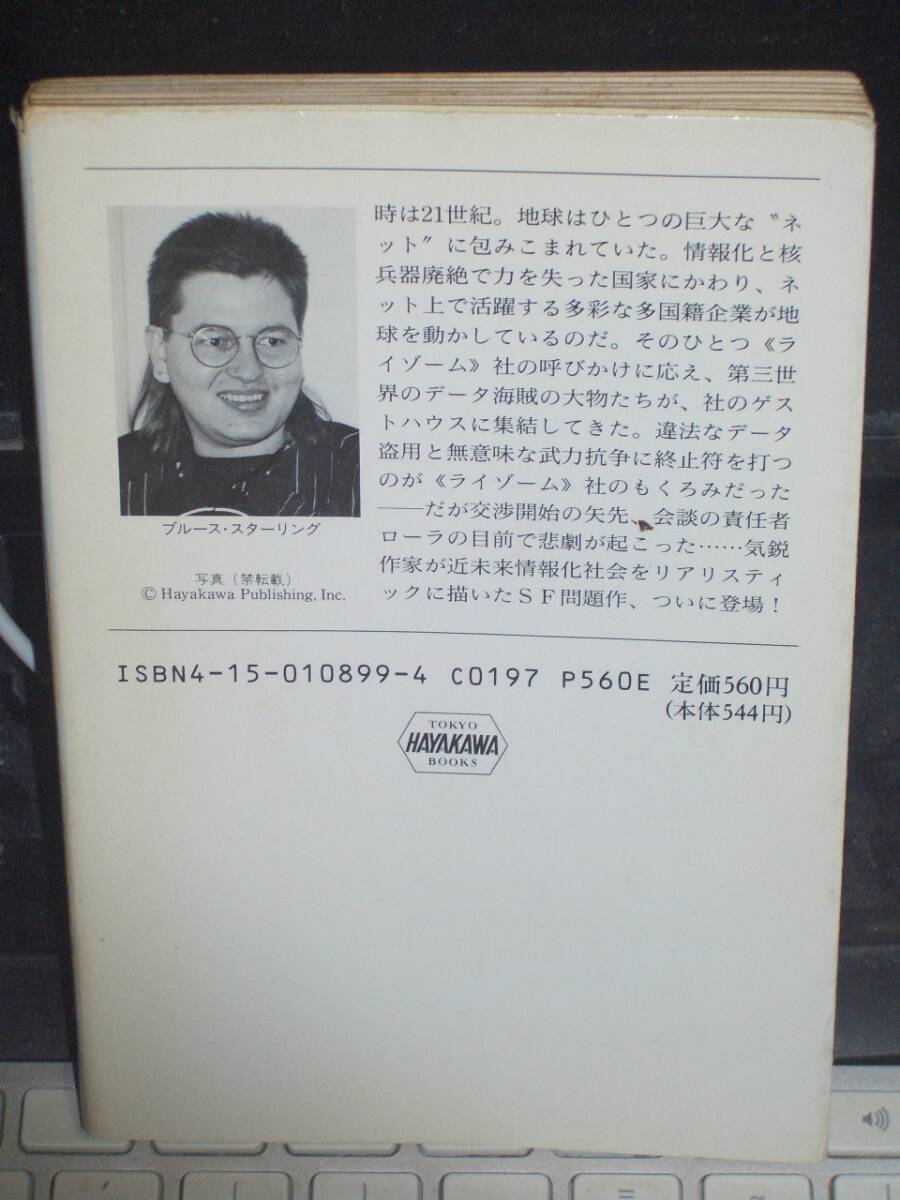 時は21世紀。地球はひとつの巨大な〝ネ
ット〟に包みこまれていた。情報化と核
兵器廃絶で力を失った国家にかわり、ネ
ット上で活躍する多彩な多国籍企業が地
球を動かしているのだ。そのひとつ《ラ
イゾーム》社の呼びかけに応え、第三世
界のデータ海賊の大物たちが、社のゲス
トハウスに集結してきた。違法なデータ
盗用と無意味な武力抗争に終止符を打つ
のが《ライゾーム》社のもくろみだった
——だが交渉開始の矢先、会談の責任者
ローラの目前で悲劇が起こった……気鋭
作家が近未来情報化社会をリアリスティ
ックに描いたＳＦ問題作、ついに登場！
ブルース・スターリング
写真（禁転載）
© Hayakawa Publishing, Inc.
ISBN4-15-010899-4 C0197 P560E 定価560円
(本体544円)
TOKYO
HAYAKAWA
BOOKS